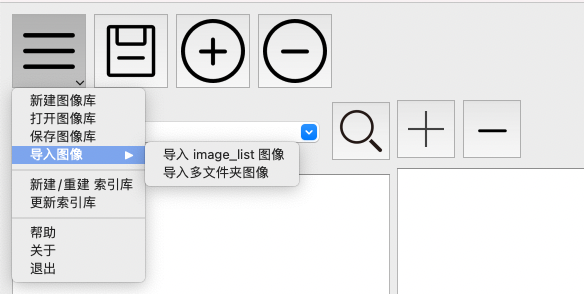 新建图像库
打开图像库
保存图像库
导入图像
导入 image_list 图像
导入多文件夹图像
新建/重建 索引库
更新索引库
帮助
关于
退出